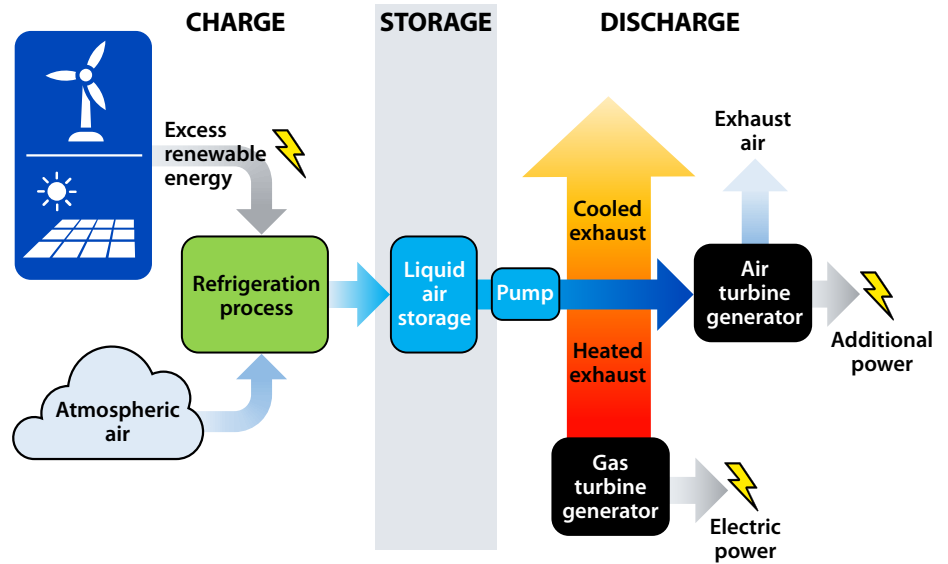 CHARGE
STORAGE
DISCHARGE
Excess
renewable
energy
Refrigeration
process
Atmospheric
air
Liquid
air
storage
Pump
Cooled
exhaust
Heated
exhaust
Gas
turbine
generator
Electric
power
Exhaust
air
Air
turbine
generator
Additional
power